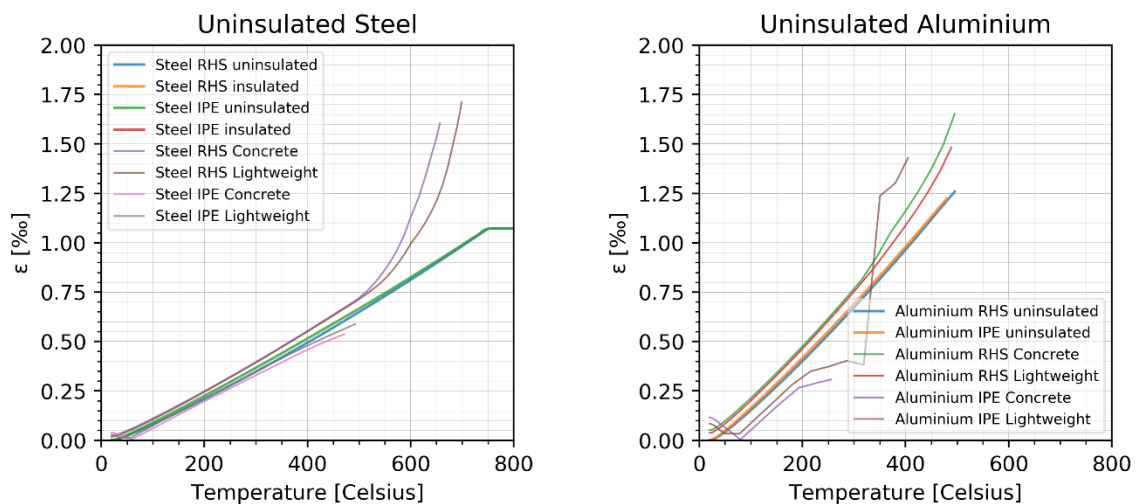 Uninsulated Steel
2.00
1.75
1.50
1.25
1.00
0.75
0.50
0.25
0.00
ε [‰]
Steel RHS uninsulated
Steel RHS insulated
Steel IPE uninsulated
Steel IPE insulated
Steel RHS Concrete
Steel RHS Lightweight
Steel IPE Concrete
Steel IPE Lightweight
0 200 400 600 800
Temperature [Celsius]
Uninsulated Aluminium
2.00
1.75
1.50
1.25
1.00
0.75
0.50
0.25
0.00
ε [‰]
Aluminium RHS uninsulated
Aluminium IPE uninsulated
Aluminium RHS Concrete
Aluminium RHS Lightweight
Aluminium IPE Concrete
Aluminium IPE Lightweight
0 200 400 600 800
Temperature [Celsius]